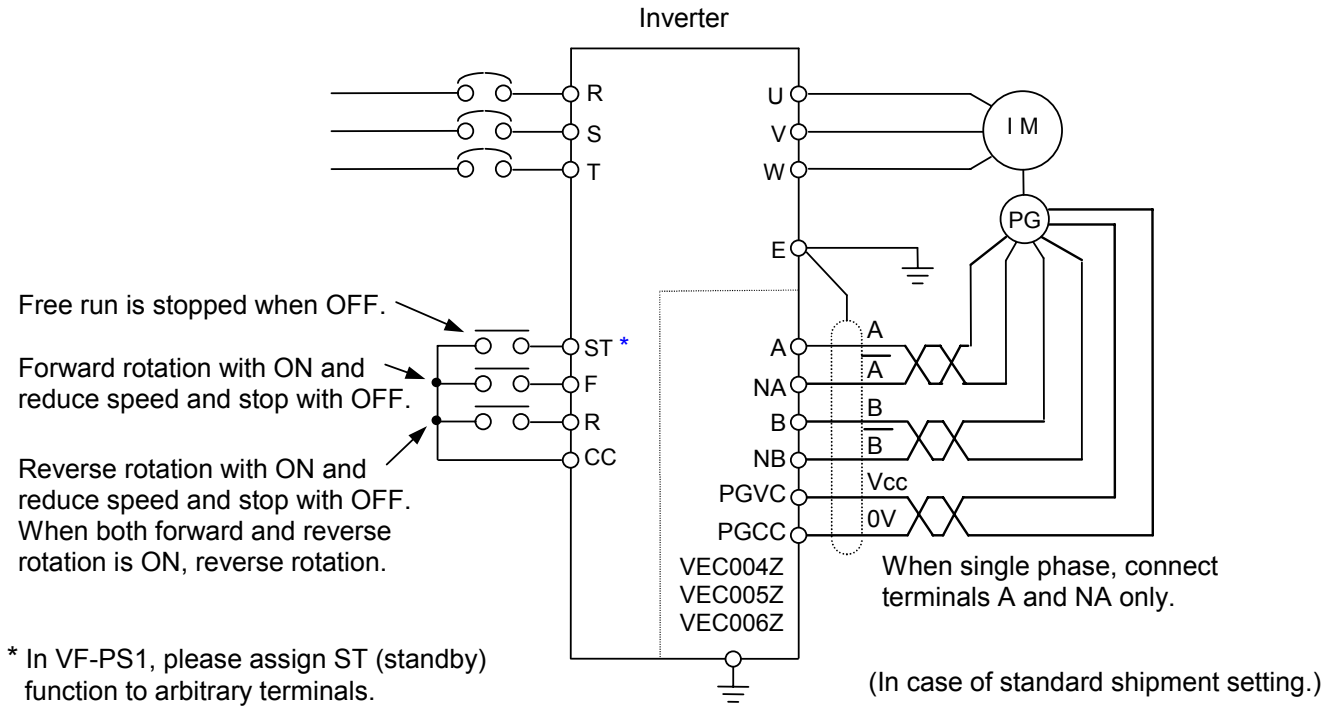 Inverter
R
S
T
U
V
W
I M
PG
E
Free run is stopped when OFF.
Forward rotation with ON and
reduce speed and stop with OFF.
Reverse rotation with ON and
reduce speed and stop with OFF.
When both forward and reverse
rotation is ON, reverse rotation.
ST *
F
R
CC
A
NA
B
NB
PGVC
PGCC
A
A̅
B
B̅
Vcc
0V
VEC004Z
VEC005Z
VEC006Z
When single phase, connect
terminals A and NA only.
* In VF-PS1, please assign ST (standby)
function to arbitrary terminals.
(In case of standard shipment setting.)